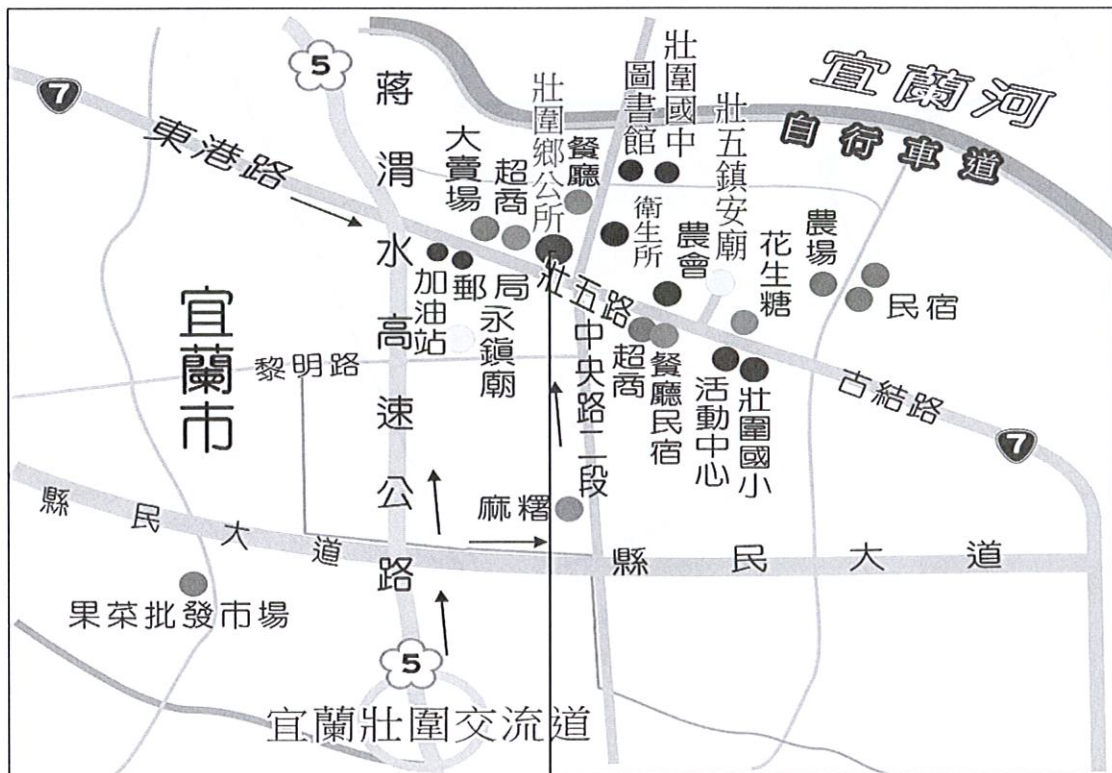 5
7
東港路
蔣渭水高速公路
大賣場
超商
壯圍鄉公所
餐廳
圖書館
壯圍國中
衛生所
農會
壯五鎮安廟
花生糖
農場
民宿
宜蘭河
自行車道
加油站
郵局
永鎮廟
壯五路
中央路二段
超商
餐廳民宿
活動中心
壯圍國小
古結路
7
宜蘭市
黎明路
麻糬
縣民大道
縣民大道
果菜批發市場
5
宜蘭壯圍交流道